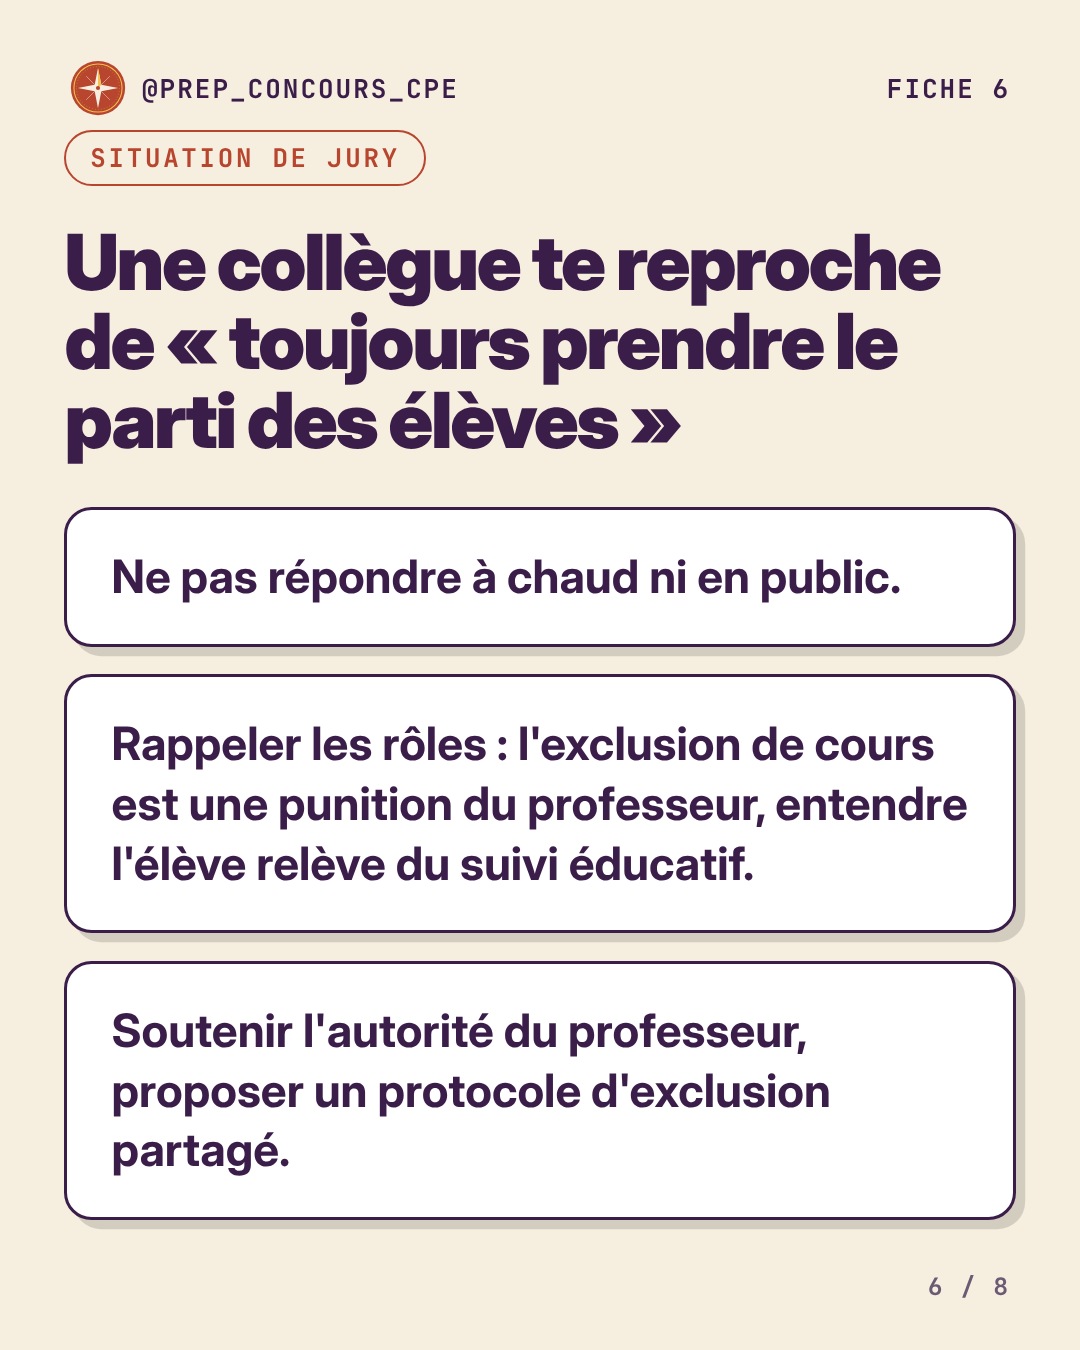 @PREP_CONCOURS_CPE
FICHE 6
SITUATION DE JURY
Une collègue te reproche
de « toujours prendre le
parti des élèves »
Ne pas répondre à chaud ni en public.
Rappeler les rôles : l'exclusion de cours
est une punition du professeur, entendre
l'élève relève du suivi éducatif.
Soutenir l'autorité du professeur,
proposer un protocole d'exclusion
partagé.
6 / 8